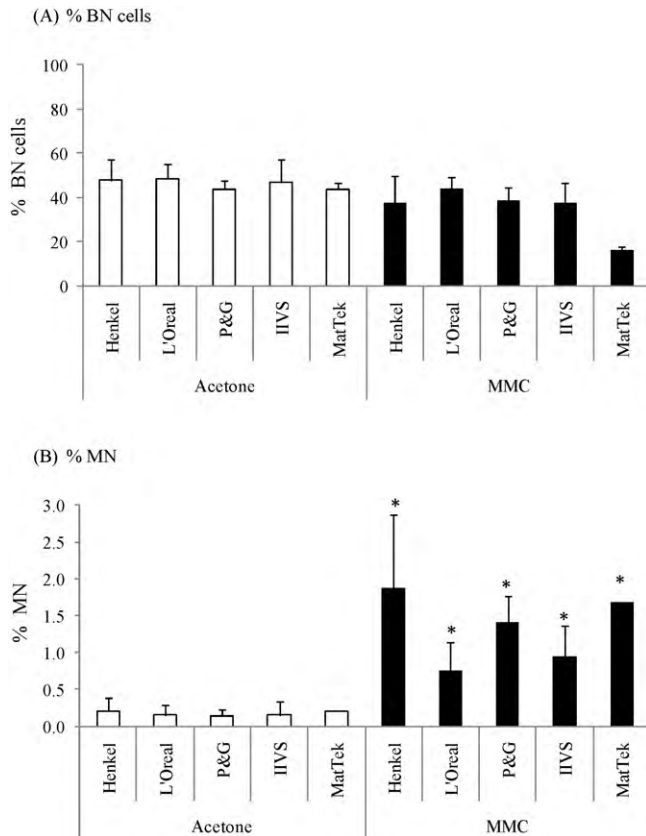 (A) % BN cells
% BN cells
100
80
60
40
20
0
Henkel
L'Oreal
P&G
IIVS
MatTek
Henkel
L'Oreal
P&G
IIVS
MatTek
Acetone
MMC
(B) % MN
% MN
3.0
2.5
2.0
1.5
1.0
0.5
0.0
*
*
*
*
*
Henkel
L'Oreal
P&G
IIVS
MatTek
Henkel
L'Oreal
P&G
IIVS
MatTek
Acetone
MMC